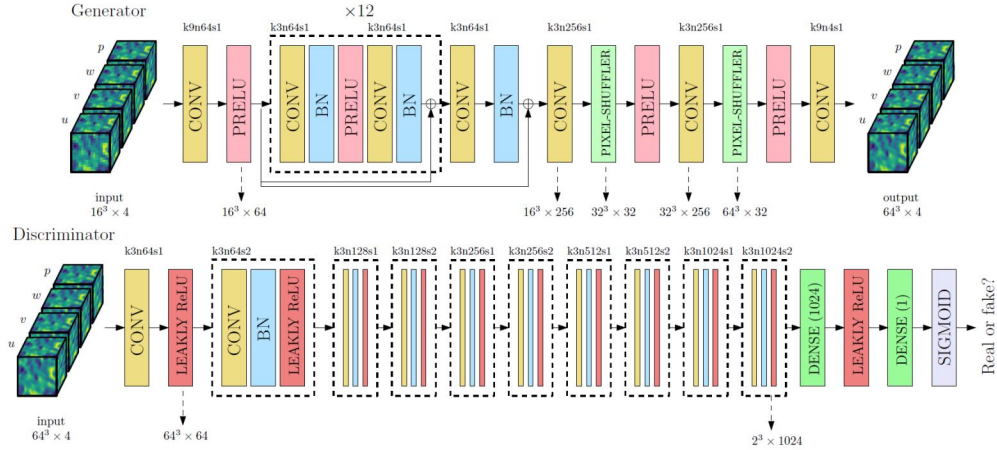 Generator
×12
k9n64s1 k3n64s1 k3n64s1 k3n64s1 k3n256s1 k3n256s1 k9n4s1
p
w
v
u
CONV
PRELU
CONV
BN
PRELU
CONV
BN
CONV
BN
CONV
PIXEL-SHUFFLER
PRELU
CONV
PIXEL-SHUFFLER
PRELU
CONV
p
w
v
u
input
16³ × 4
16³ × 64
16³ × 256
32³ × 32
32³ × 256
64³ × 32
output
64³ × 4
Discriminator
k3n64s1 k3n64s2 k3n128s1 k3n128s2 k3n256s1 k3n256s2 k3n512s1 k3n512s2 k3n1024s1 k3n1024s2
p
w
v
u
CONV
LEAKLY ReLU
CONV
BN
LEAKLY ReLU
DENSE (1024)
LEAKLY ReLU
DENSE (1)
SIGMOID
Real or fake?
input
64³ × 4
64³ × 64
2³ × 1024